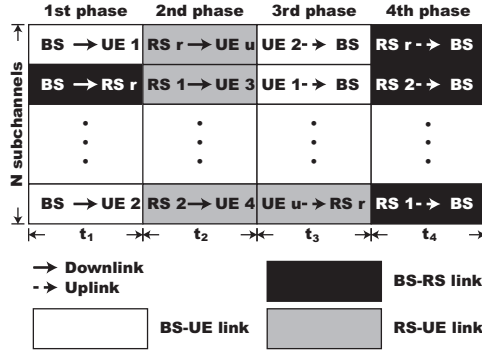 1st phase 2nd phase 3rd phase 4th phase
N subchannels
BS → UE 1 RS r → UE u UE 2 ⇢ BS RS r ⇢ BS
BS → RS r RS 1 → UE 3 UE 1 ⇢ BS RS 2 ⇢ BS
BS → UE 2 RS 2 → UE 4 UE u ⇢ RS r RS 1 ⇢ BS
t1 t2 t3 t4
→ Downlink
⇢ Uplink
BS-RS link
BS-UE link
RS-UE link